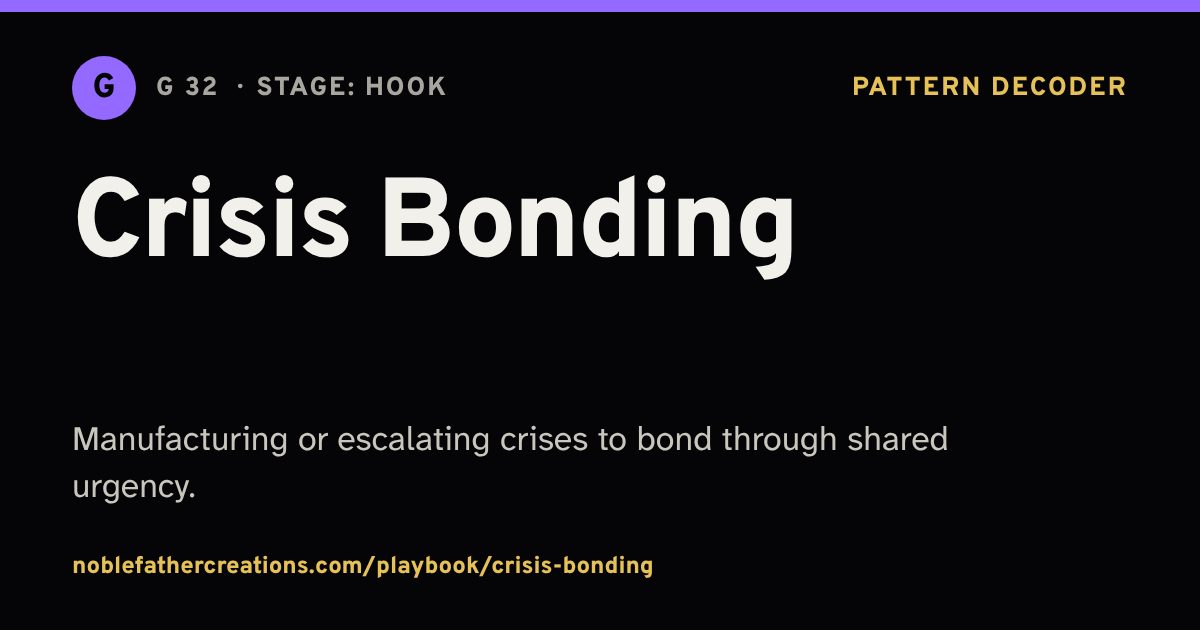 G G 32 · STAGE: HOOK PATTERN DECODER
Crisis Bonding
Manufacturing or escalating crises to bond through shared
urgency.
noblefathercreations.com/playbook/crisis-bonding